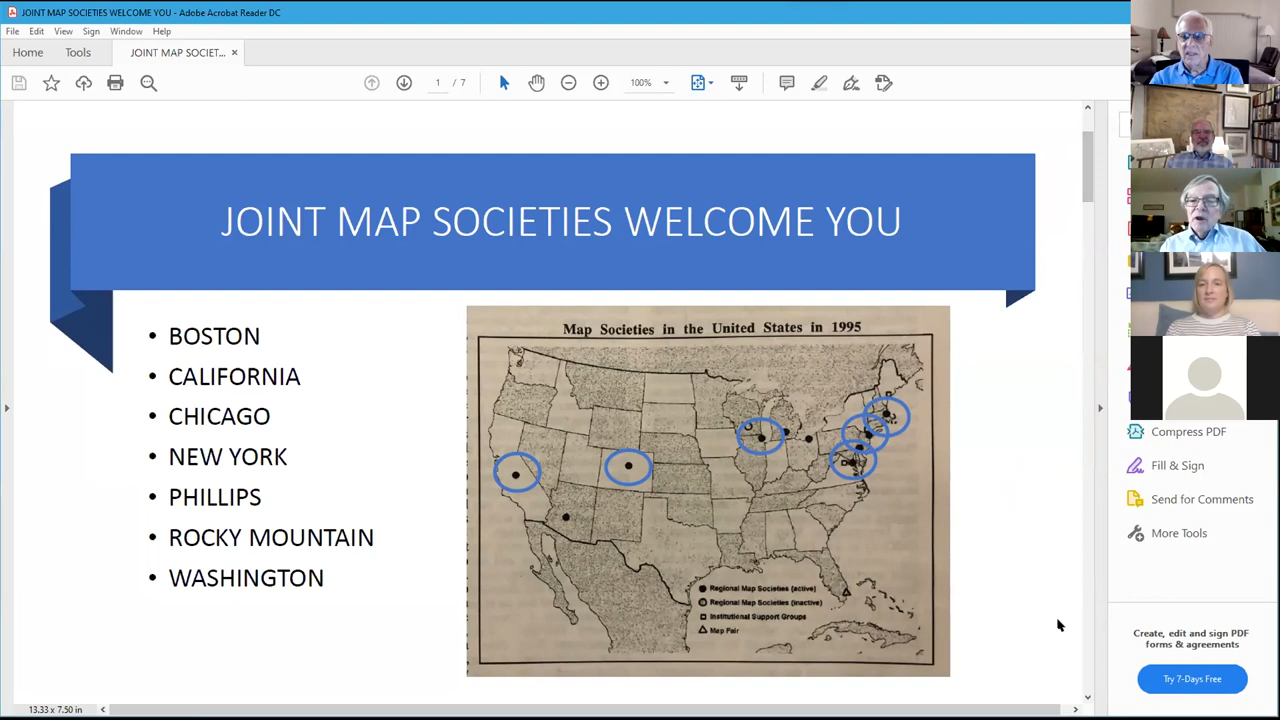 JOINT MAP SOCIETIES WELCOME YOU - Adobe Acrobat Reader DC
File Edit View Sign Window Help
Home Tools JOINT MAP SOCIET... ×
1 / 7 100%
JOINT MAP SOCIETIES WELCOME YOU
• BOSTON
• CALIFORNIA
• CHICAGO
• NEW YORK
• PHILLIPS
• ROCKY MOUNTAIN
• WASHINGTON
Map Societies in the United States in 1995
Regional Map Societies (active)
Regional Map Societies (inactive)
Institutional Support Groups
Map Fair
Compress PDF
Fill & Sign
Send for Comments
More Tools
Create, edit and sign PDF
forms & agreements
Try 7-Days Free
13.33 x 7.50 in